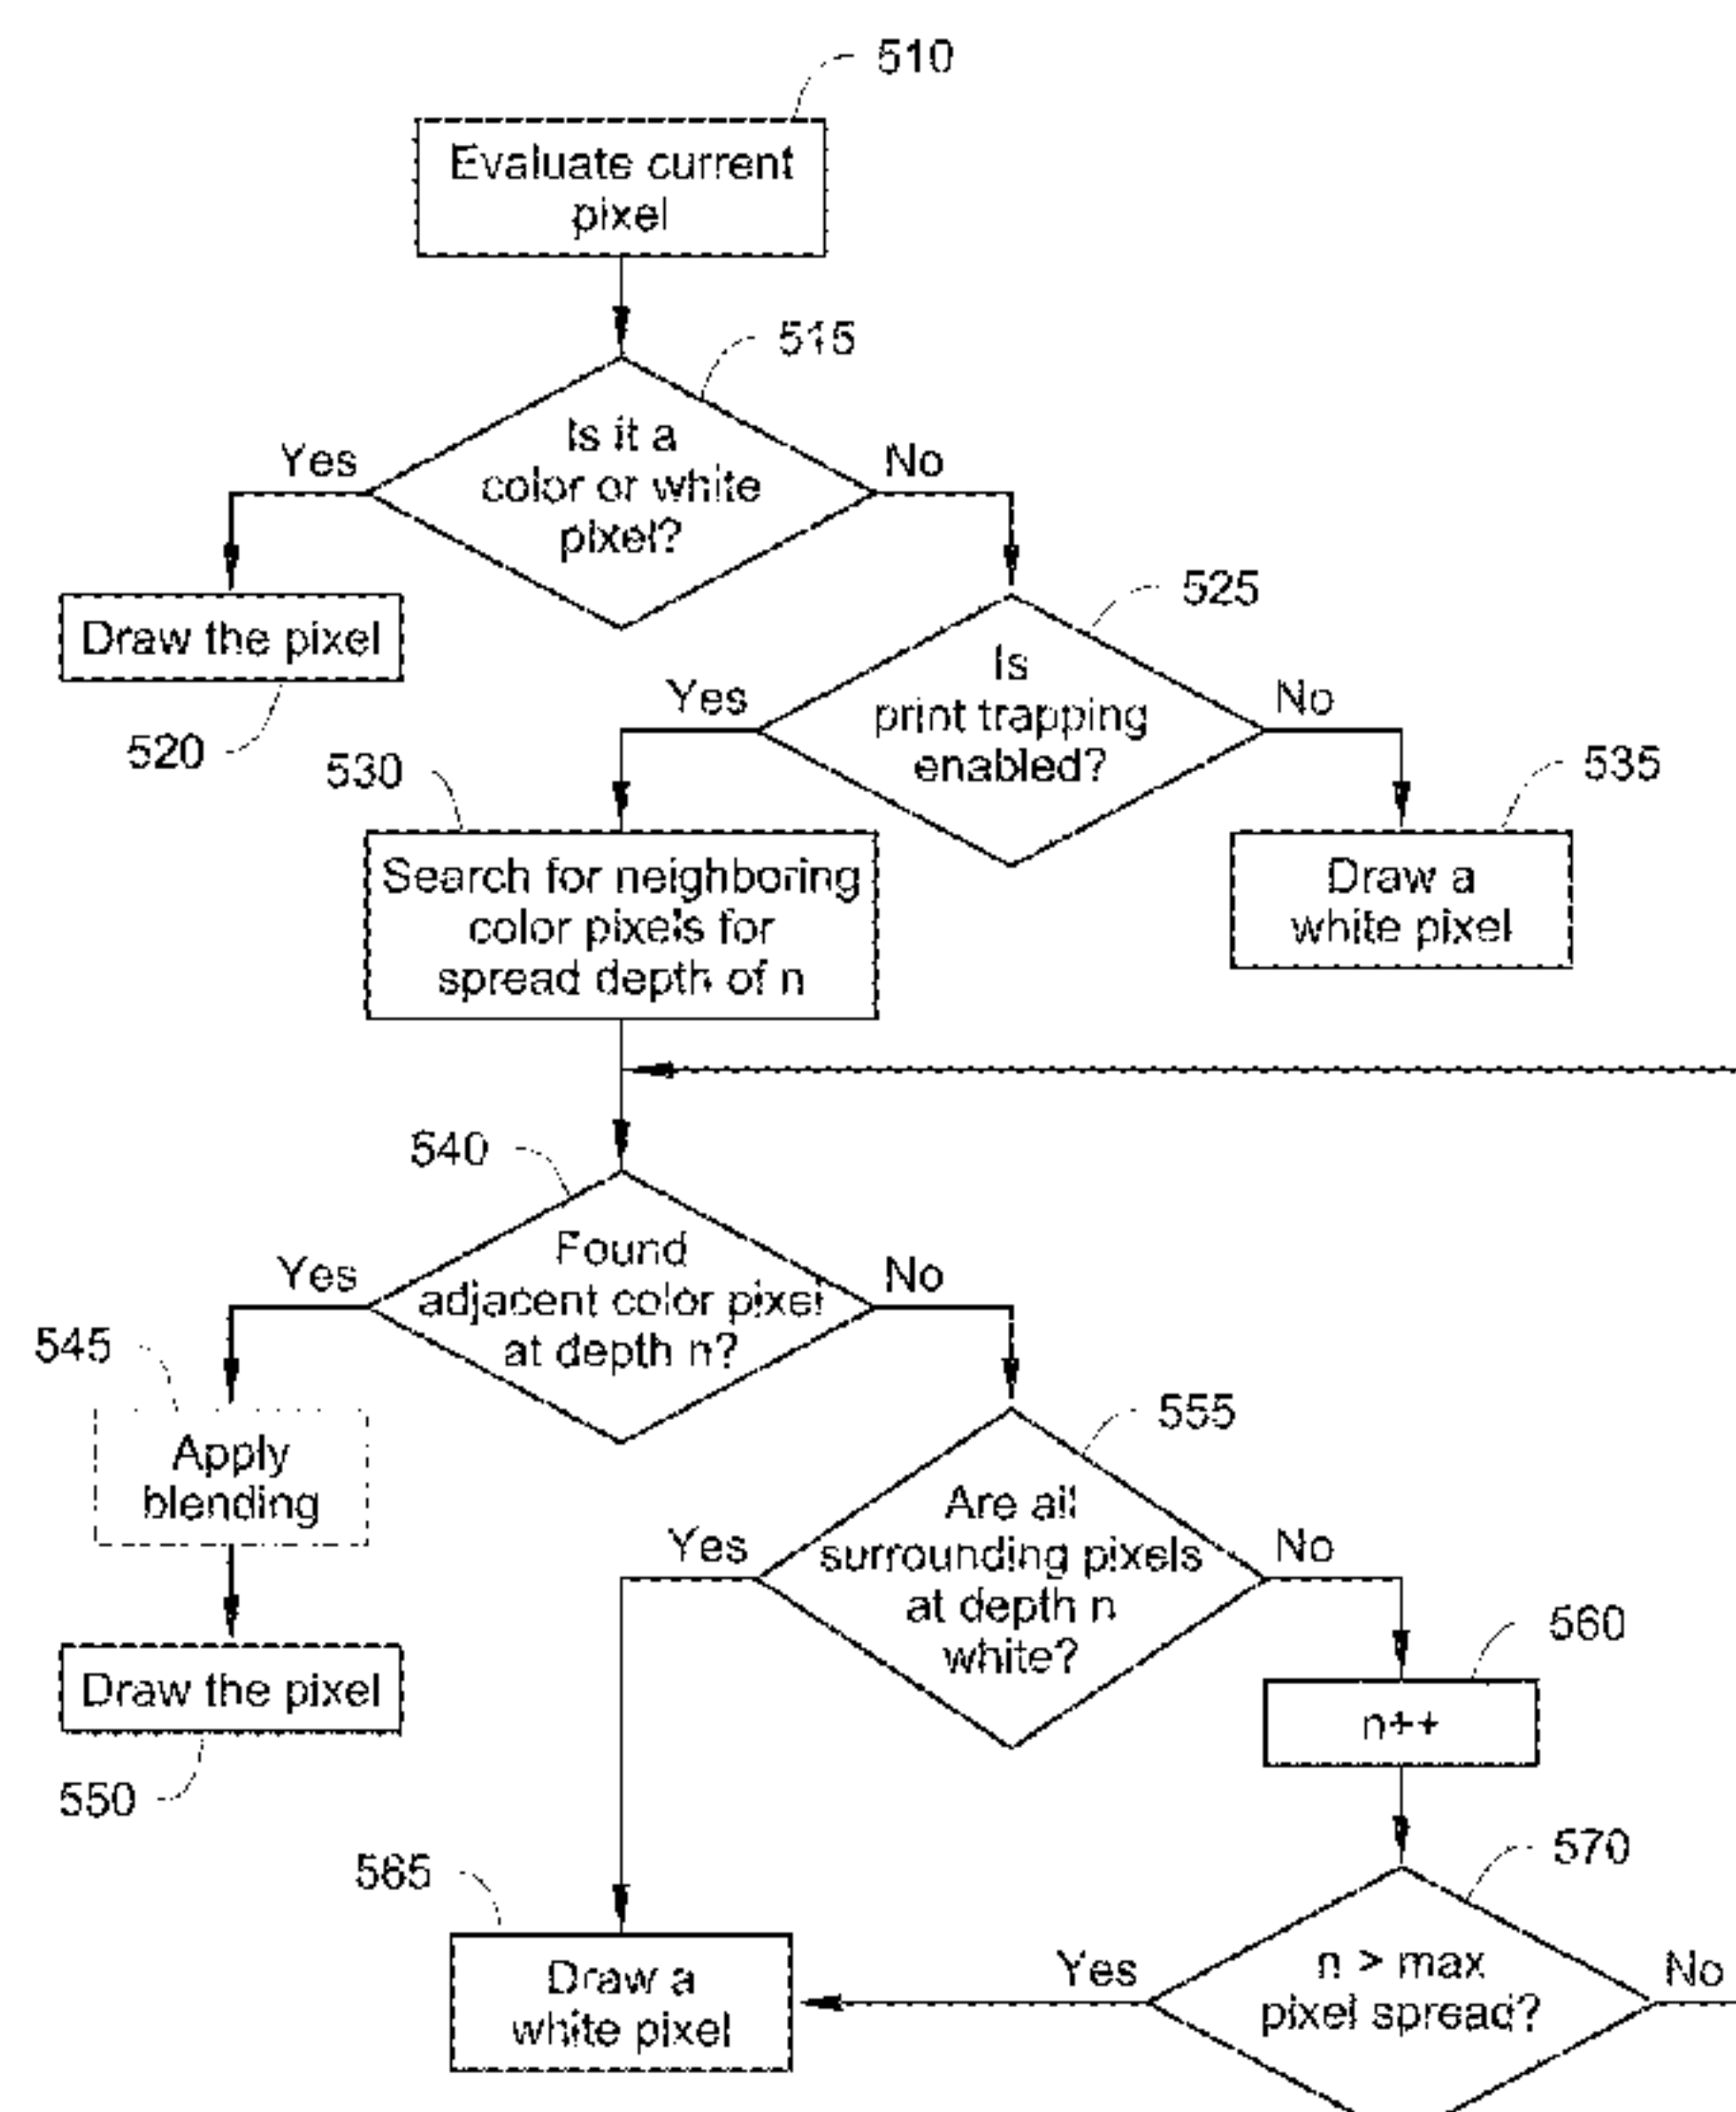 510
Evaluate current
pixel
515
Is it a
color or white
pixel?
Yes
No
Draw the pixel
520
525
Is
print trapping
enabled?
Yes
No
530
535
Search for neighboring
color pixels for
spread depth of n
Draw a
white pixel
540
Found
adjacent color pixel
at depth n?
Yes
No
545
Apply
blending
555
Are all
surrounding pixels
at depth n
white?
Yes
No
Draw the pixel
550
560
n++
565
570
Draw a
white pixel
Yes
n > max
pixel spread?
No